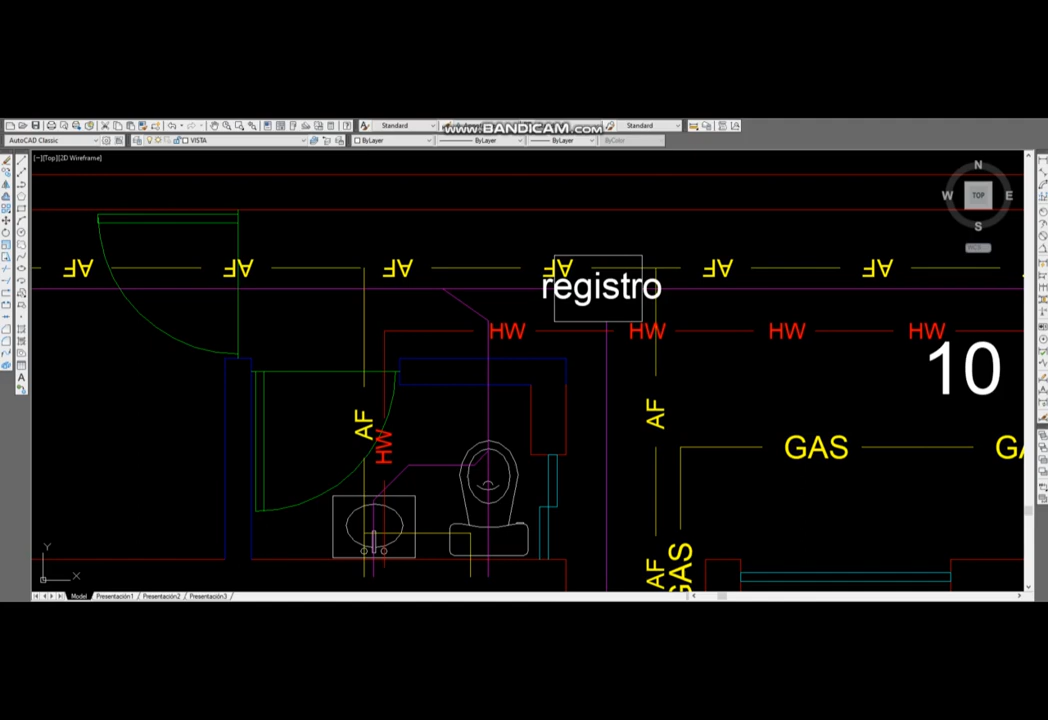 Standard
www.BANDICAM.com
Standard
AutoCAD Classic
VISTA
ByLayer
ByLayer
ByLayer
ByColor
[−][Top][2D Wireframe]
N
W
TOP
E
S
AF
AF
AF
AF
AF
AF
registro
HW
HW
HW
HW
10
AF
HW
AF
GAS
GA
AF
GAS
Y
X
Model
Presentación1
Presentación2
Presentación3